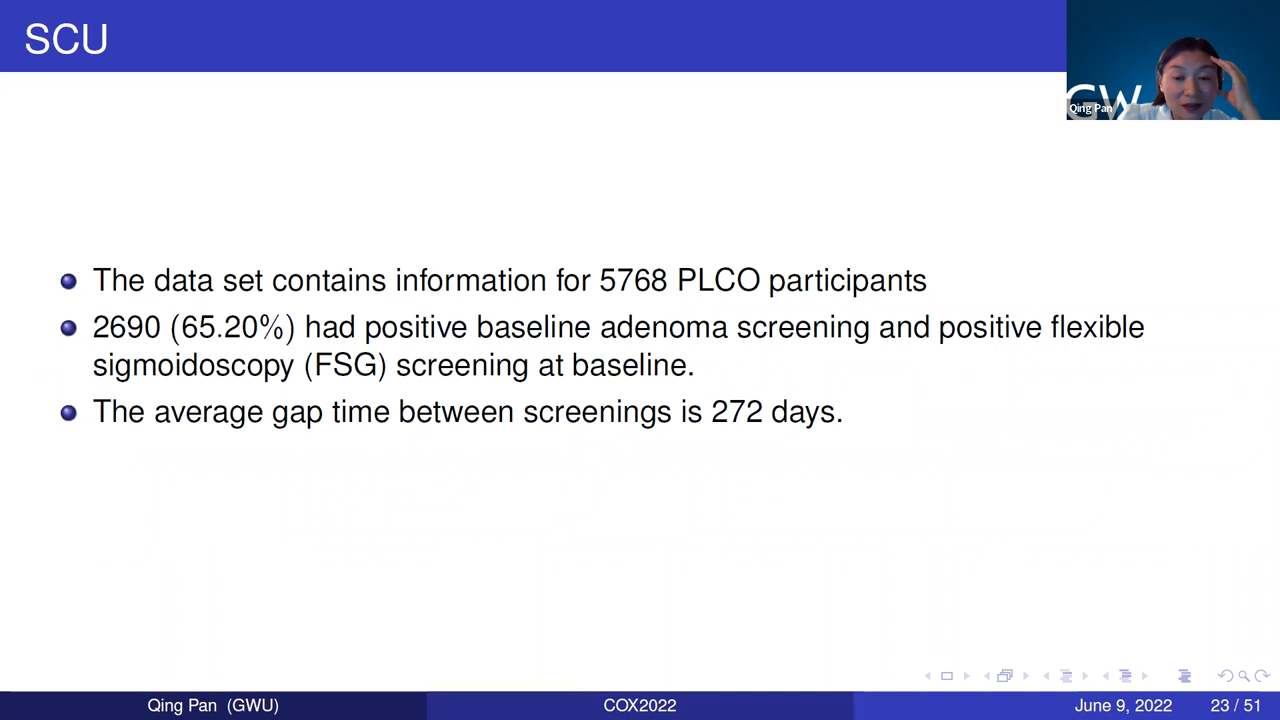 SCU
GW
Qing Pan
The data set contains information for 5768 PLCO participants
2690 (65.20%) had positive baseline adenoma screening and positive flexible
sigmoidoscopy (FSG) screening at baseline.
The average gap time between screenings is 272 days.
Qing Pan (GWU)
COX2022
June 9, 2022
23 / 51